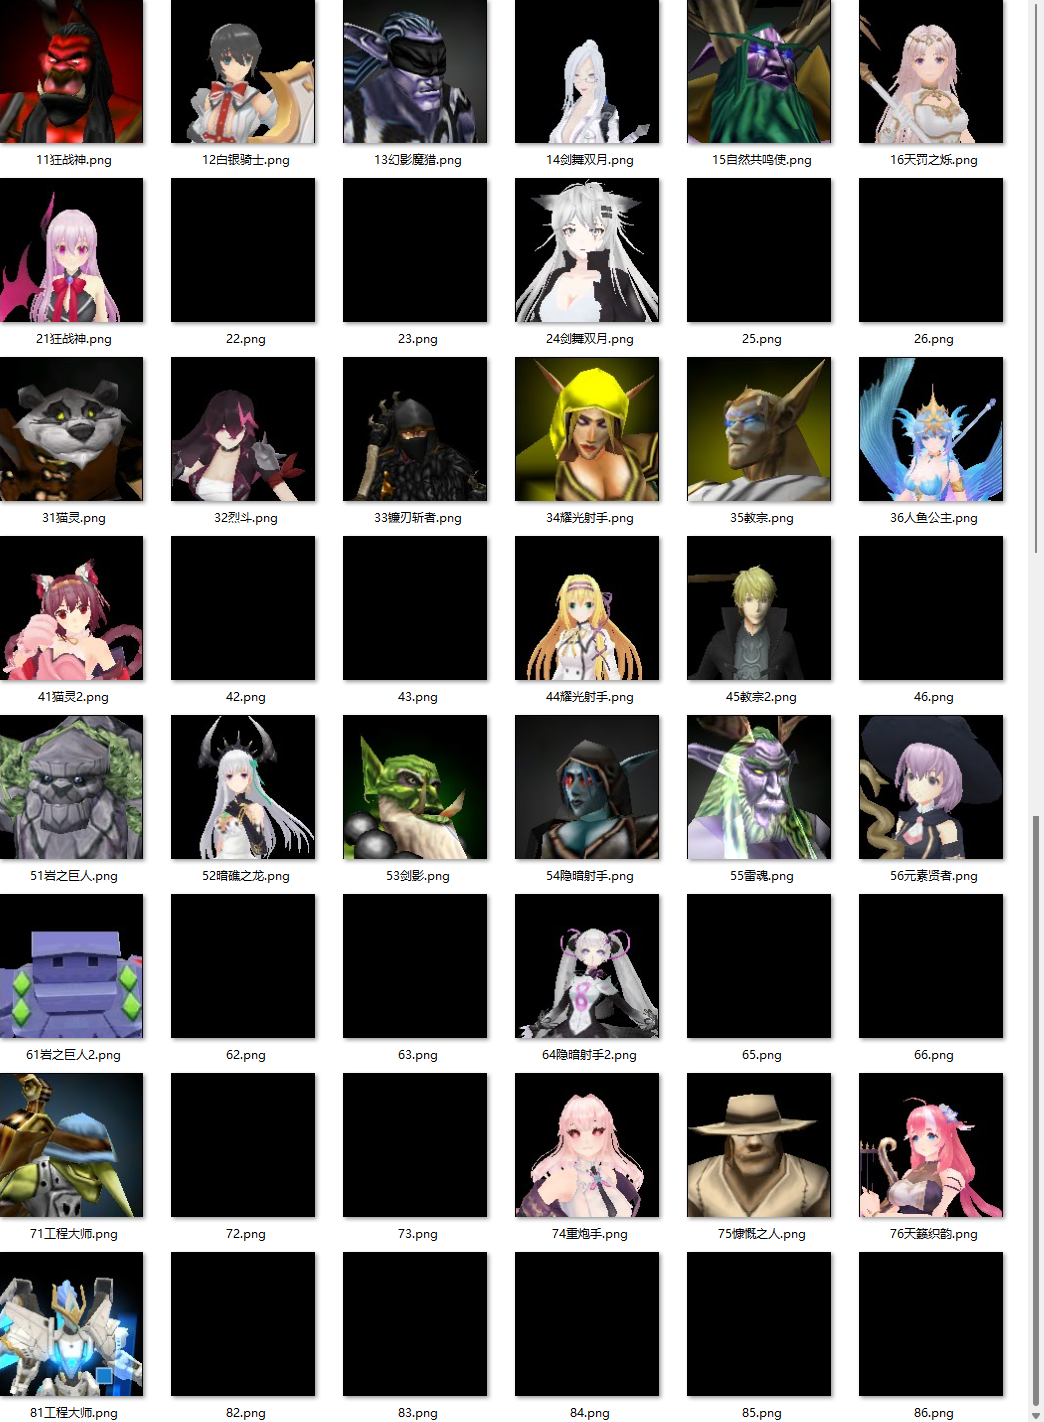 11狂战神.png
12白银骑士.png
13幻影魔猎.png
14剑舞双月.png
15自然共鸣使.png
16天罚之烁.png
21狂战神.png
22.png
23.png
24剑舞双月.png
25.png
26.png
31猫灵.png
32烈斗.png
33镰刃斩者.png
34耀光射手.png
35教宗.png
36人鱼公主.png
41猫灵2.png
42.png
43.png
44耀光射手.png
45教宗2.png
46.png
51岩之巨人.png
52暗礁之龙.png
53剑影.png
54隐暗射手.png
55雷魂.png
56元素贤者.png
61岩之巨人2.png
62.png
63.png
64隐暗射手2.png
65.png
66.png
71工程大师.png
72.png
73.png
74重炮手.png
75慷慨之人.png
76天籁织韵.png
81工程大师.png
82.png
83.png
84.png
85.png
86.png